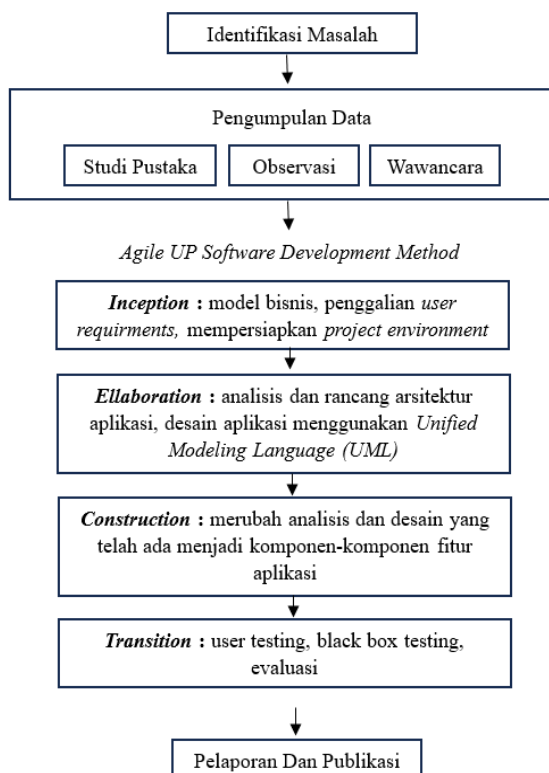 Identifikasi Masalah
Pengumpulan Data
Studi Pustaka
Observasi
Wawancara
Agile UP Software Development Method
Inception : model bisnis, penggalian user
requirments, mempersiapkan project environment
Ellaboration : analisis dan rancang arsitektur
aplikasi, desain aplikasi menggunakan Unified
Modeling Language (UML)
Construction : merubah analisis dan desain yang
telah ada menjadi komponen-komponen fitur
aplikasi
Transition : user testing, black box testing,
evaluasi
Pelaporan Dan Publikasi